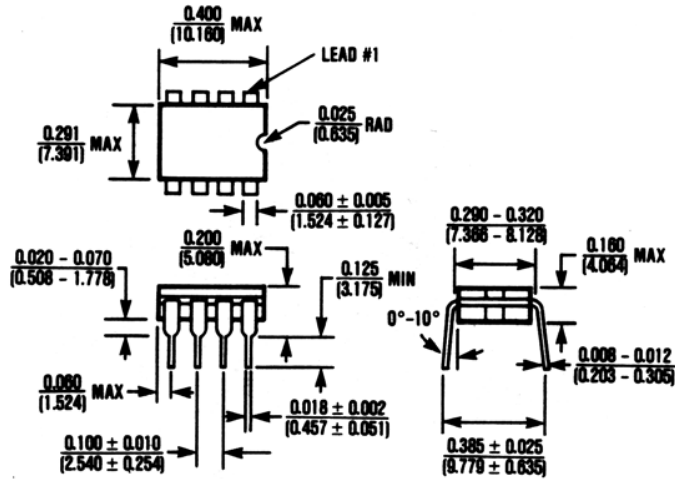 0.400
(10.160) MAX
LEAD #1
0.025
(0.635) RAD
0.291
(7.391) MAX
0.060 ± 0.005
(1.524 ± 0.127)
0.290 – 0.320
(7.366 – 8.128)
0.200
(5.080) MAX
0.160
(4.064) MAX
0.020 – 0.070
(0.508 – 1.778)
0.125
(3.175) MIN
0°–10°
0.008 – 0.012
(0.203 – 0.305)
0.060
(1.524) MAX
0.018 ± 0.002
(0.457 ± 0.051)
0.100 ± 0.010
(2.540 ± 0.254)
0.385 ± 0.025
(9.779 ± 0.635)